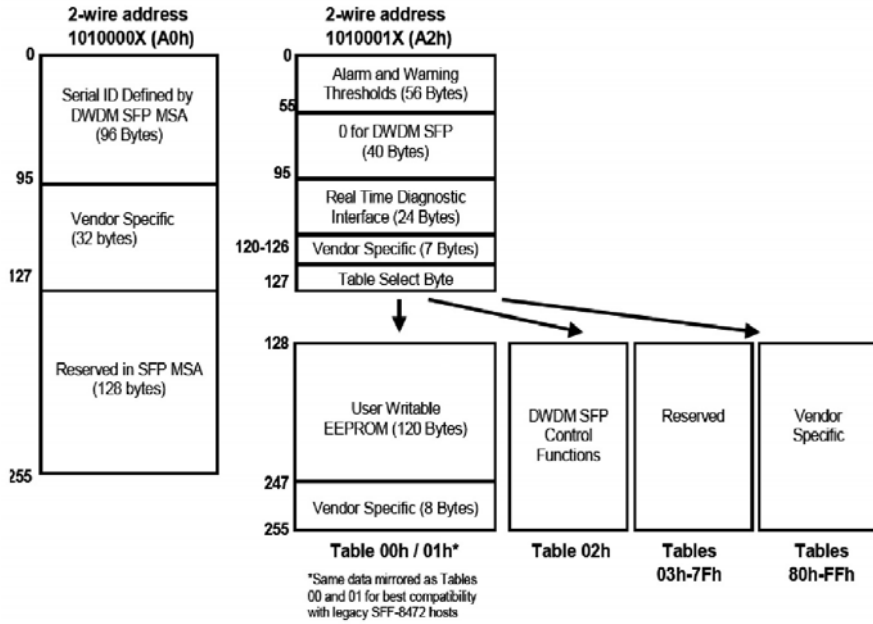 2-wire address
1010000X (A0h)
0
Serial ID Defined by
DWDM SFP MSA
(96 Bytes)
95
Vendor Specific
(32 bytes)
127
Reserved in SFP MSA
(128 bytes)
255
2-wire address
1010001X (A2h)
0
Alarm and Warning
Thresholds (56 Bytes)
55
0 for DWDM SFP
(40 Bytes)
95
Real Time Diagnostic
Interface (24 Bytes)
120-126
Vendor Specific (7 Bytes)
127
Table Select Byte
128
User Writable
EEPROM (120 Bytes)
247
Vendor Specific (8 Bytes)
255
Table 00h / 01h*
*Same data mirrored as Tables
00 and 01 for best compatibility
with legacy SFF-8472 hosts
DWDM SFP
Control
Functions
Table 02h
Reserved
Tables
03h-7Fh
Vendor
Specific
Tables
80h-FFh